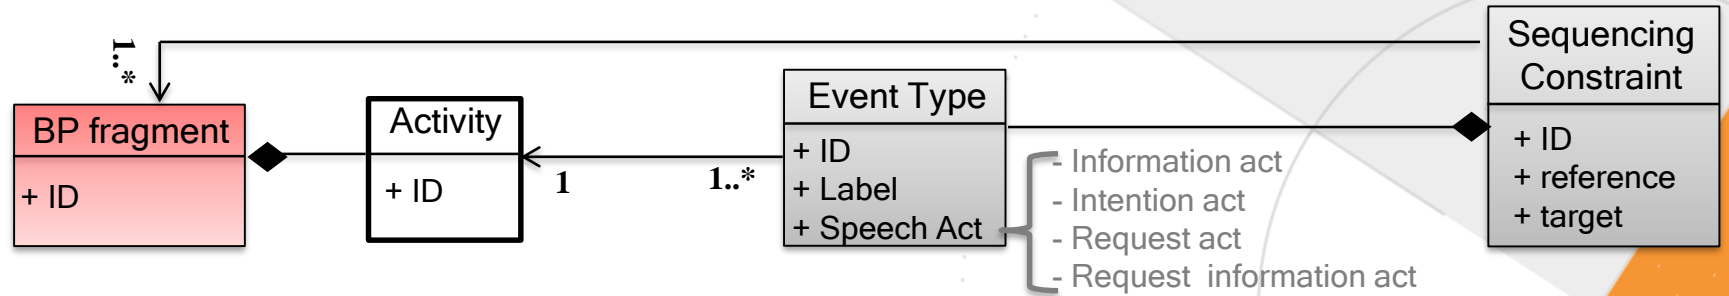 1..*
BP fragment
+ ID
Activity
+ ID
1
1..*
Event Type
+ ID
+ Label
+ Speech Act
- Information act
- Intention act
- Request act
- Request information act
Sequencing
Constraint
+ ID
+ reference
+ target